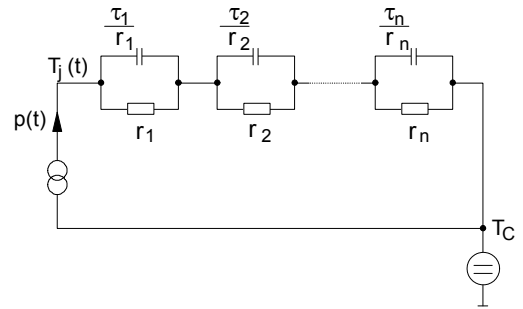 τ1 τ2 τn
r1 r2 rn
Tj (t)
r1 r2 rn
p(t)
TC